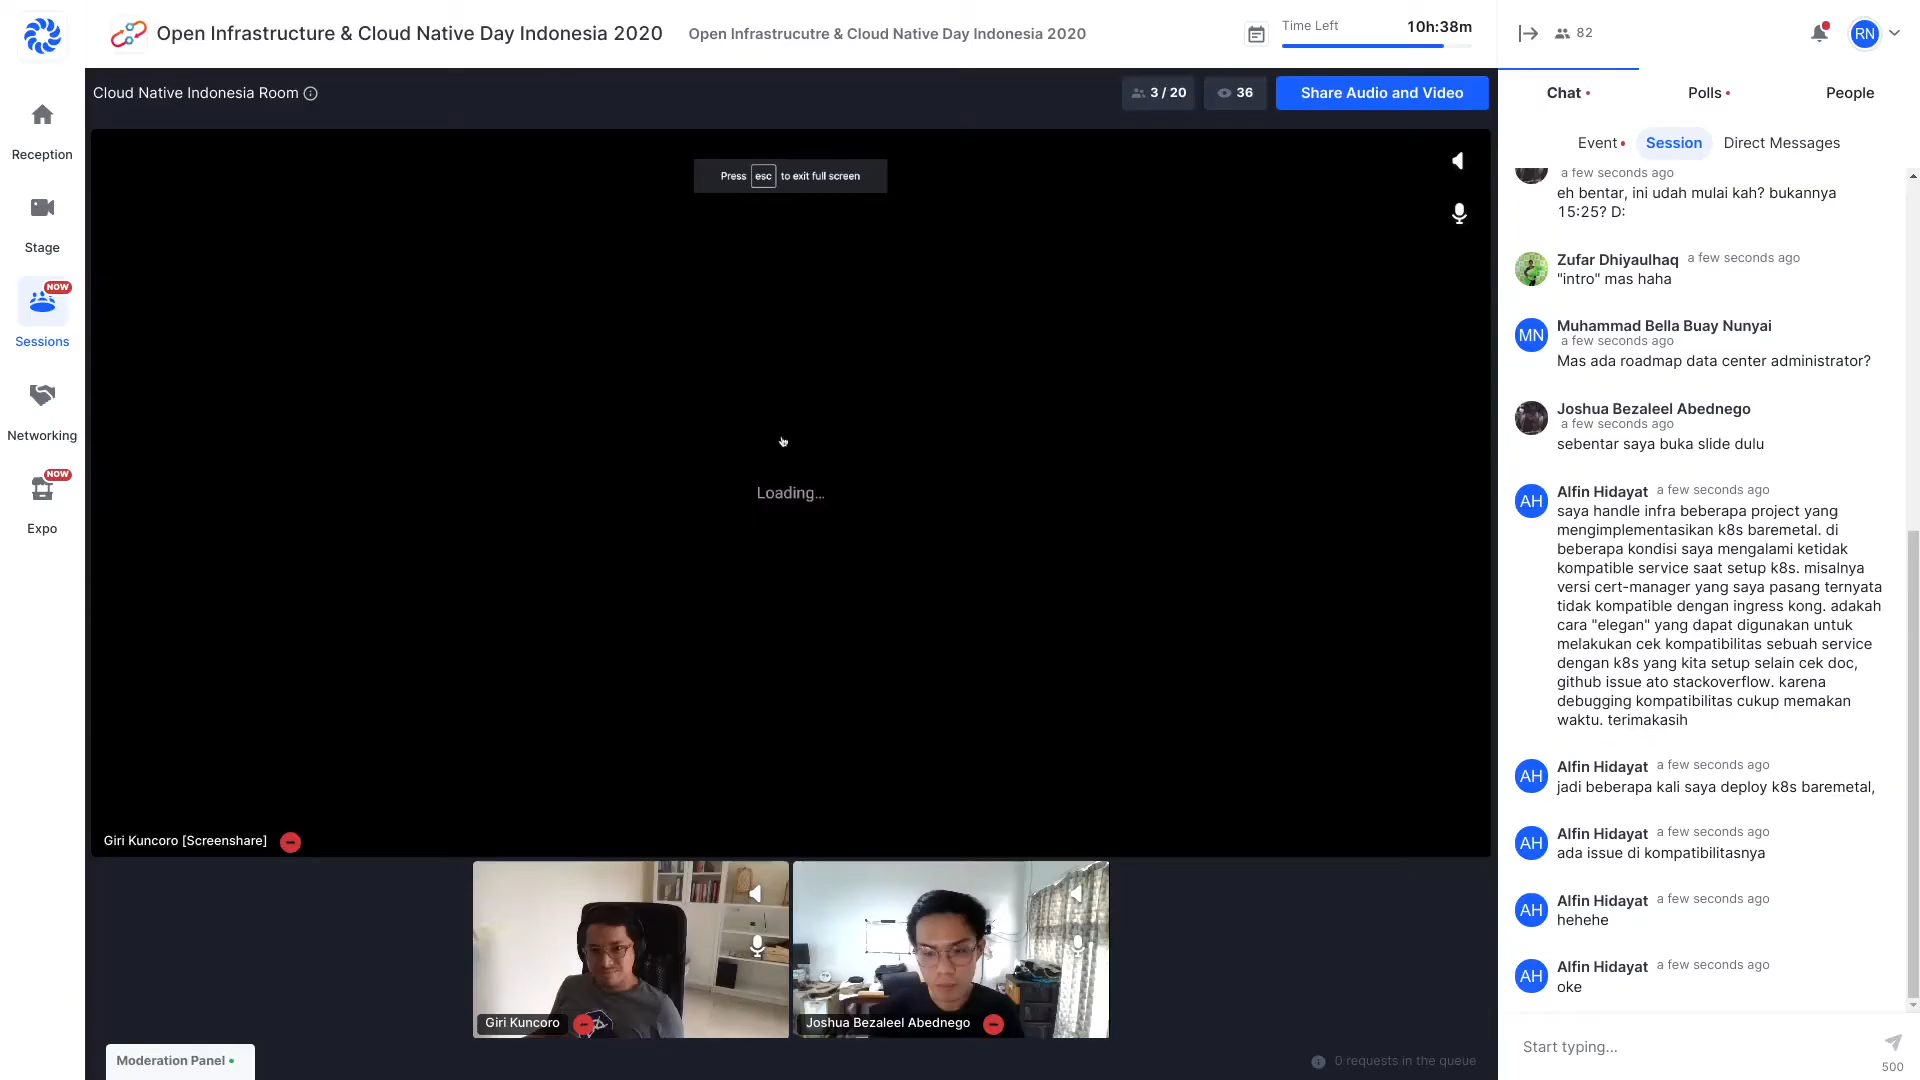 Open Infrastructure & Cloud Native Day Indonesia 2020
Open Infrastrucutre & Cloud Native Day Indonesia 2020
Time Left
10h:38m
82
RN
Reception
Stage
NOW
Sessions
Networking
NOW
Expo
Cloud Native Indonesia Room
3 / 20
36
Share Audio and Video
Press esc to exit full screen
Loading...
Giri Kuncoro [Screenshare]
Giri Kuncoro
Joshua Bezaleel Abednego
Moderation Panel
0 requests in the queue
Chat
Polls
People
Event
Session
Direct Messages
a few seconds ago
eh bentar, ini udah mulai kah? bukannya
15:25? D:
Zufar Dhiyaulhaq a few seconds ago
"intro" mas haha
MN
Muhammad Bella Buay Nunyai
a few seconds ago
Mas ada roadmap data center administrator?
Joshua Bezaleel Abednego
a few seconds ago
sebentar saya buka slide dulu
AH
Alfin Hidayat a few seconds ago
saya handle infra beberapa project yang
mengimplementasikan k8s baremetal. di
beberapa kondisi saya mengalami ketidak
kompatible service saat setup k8s. misalnya
versi cert-manager yang saya pasang ternyata
tidak kompatible dengan ingress kong. adakah
cara "elegan" yang dapat digunakan untuk
melakukan cek kompatibilitas sebuah service
dengan k8s yang kita setup selain cek doc,
github issue ato stackoverflow. karena
debugging kompatibilitas cukup memakan
waktu. terimakasih
AH
Alfin Hidayat a few seconds ago
jadi beberapa kali saya deploy k8s baremetal,
AH
Alfin Hidayat a few seconds ago
ada issue di kompatibilitasnya
AH
Alfin Hidayat a few seconds ago
hehehe
AH
Alfin Hidayat a few seconds ago
oke
Start typing...
500